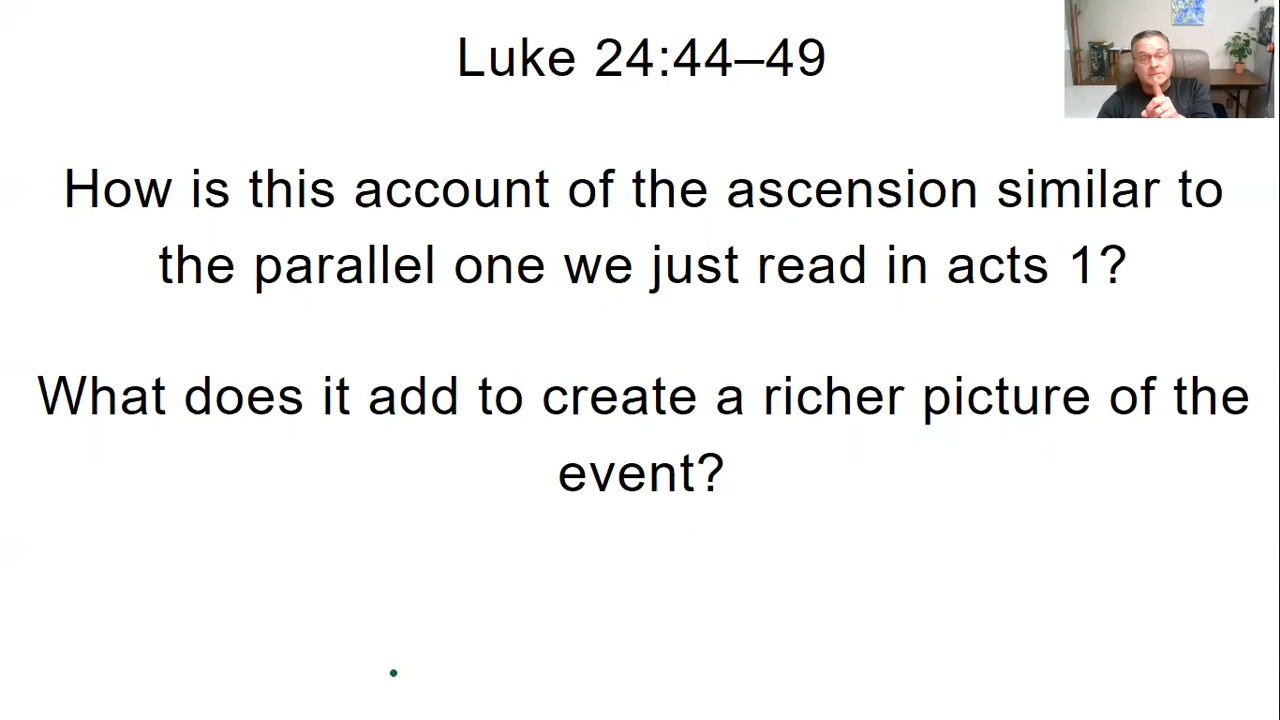 Luke 24:44–49
How is this account of the ascension similar to
the parallel one we just read in acts 1?
What does it add to create a richer picture of the
event?